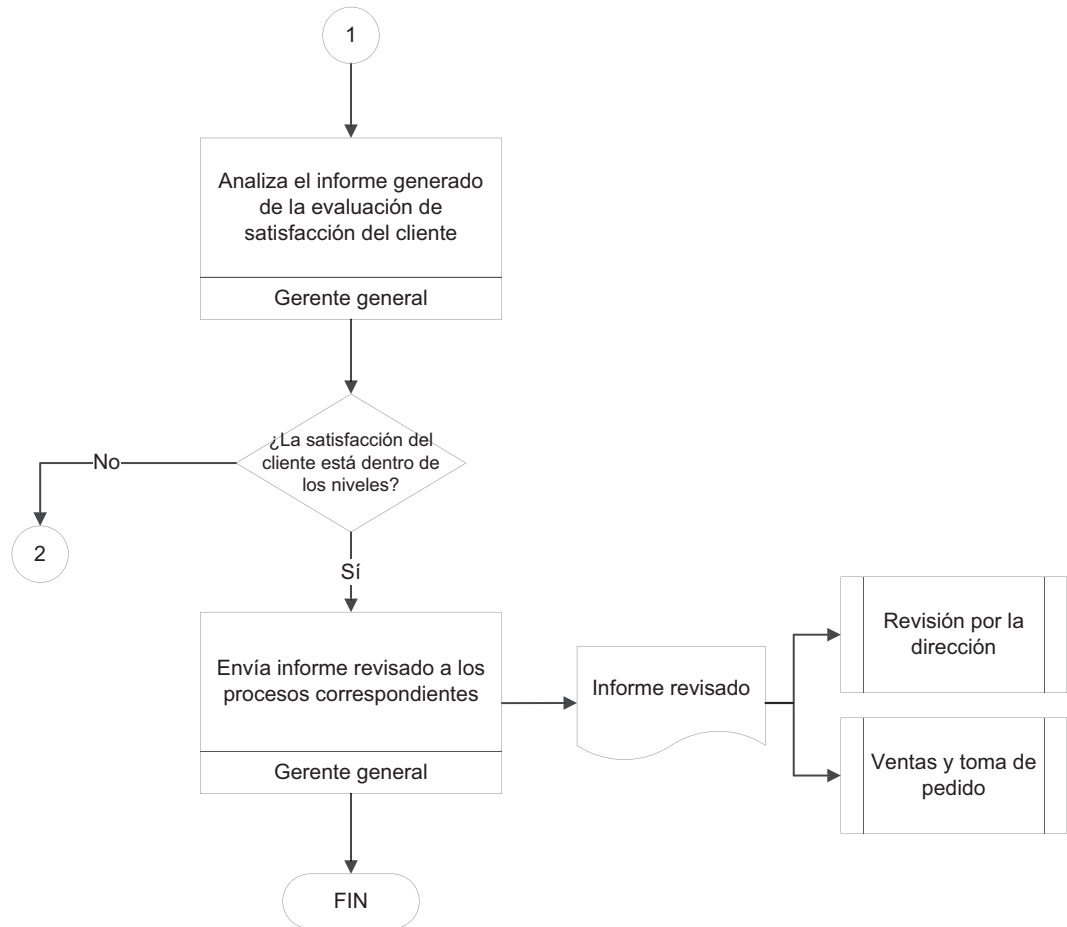 1
Analiza el informe generado
de la evaluación de
satisfacción del cliente
Gerente general
¿La satisfacción del
cliente está dentro de
los niveles?
No
2
Sí
Envía informe revisado a los
procesos correspondientes
Gerente general
Informe revisado
Revisión por la
dirección
Ventas y toma de
pedido
FIN